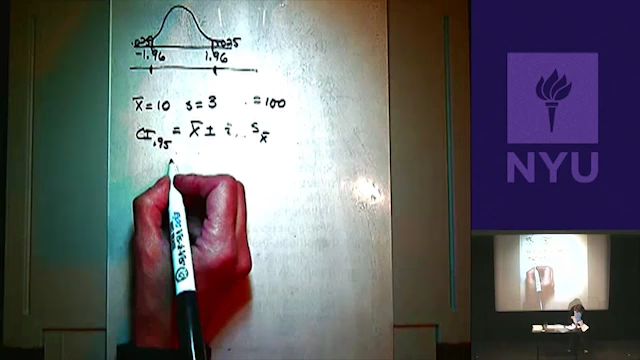 .025 .025
-1.96 1.96
x̄ = 10 s = 3 = 100
CI.95 = x̄ ± s x̄
NYU